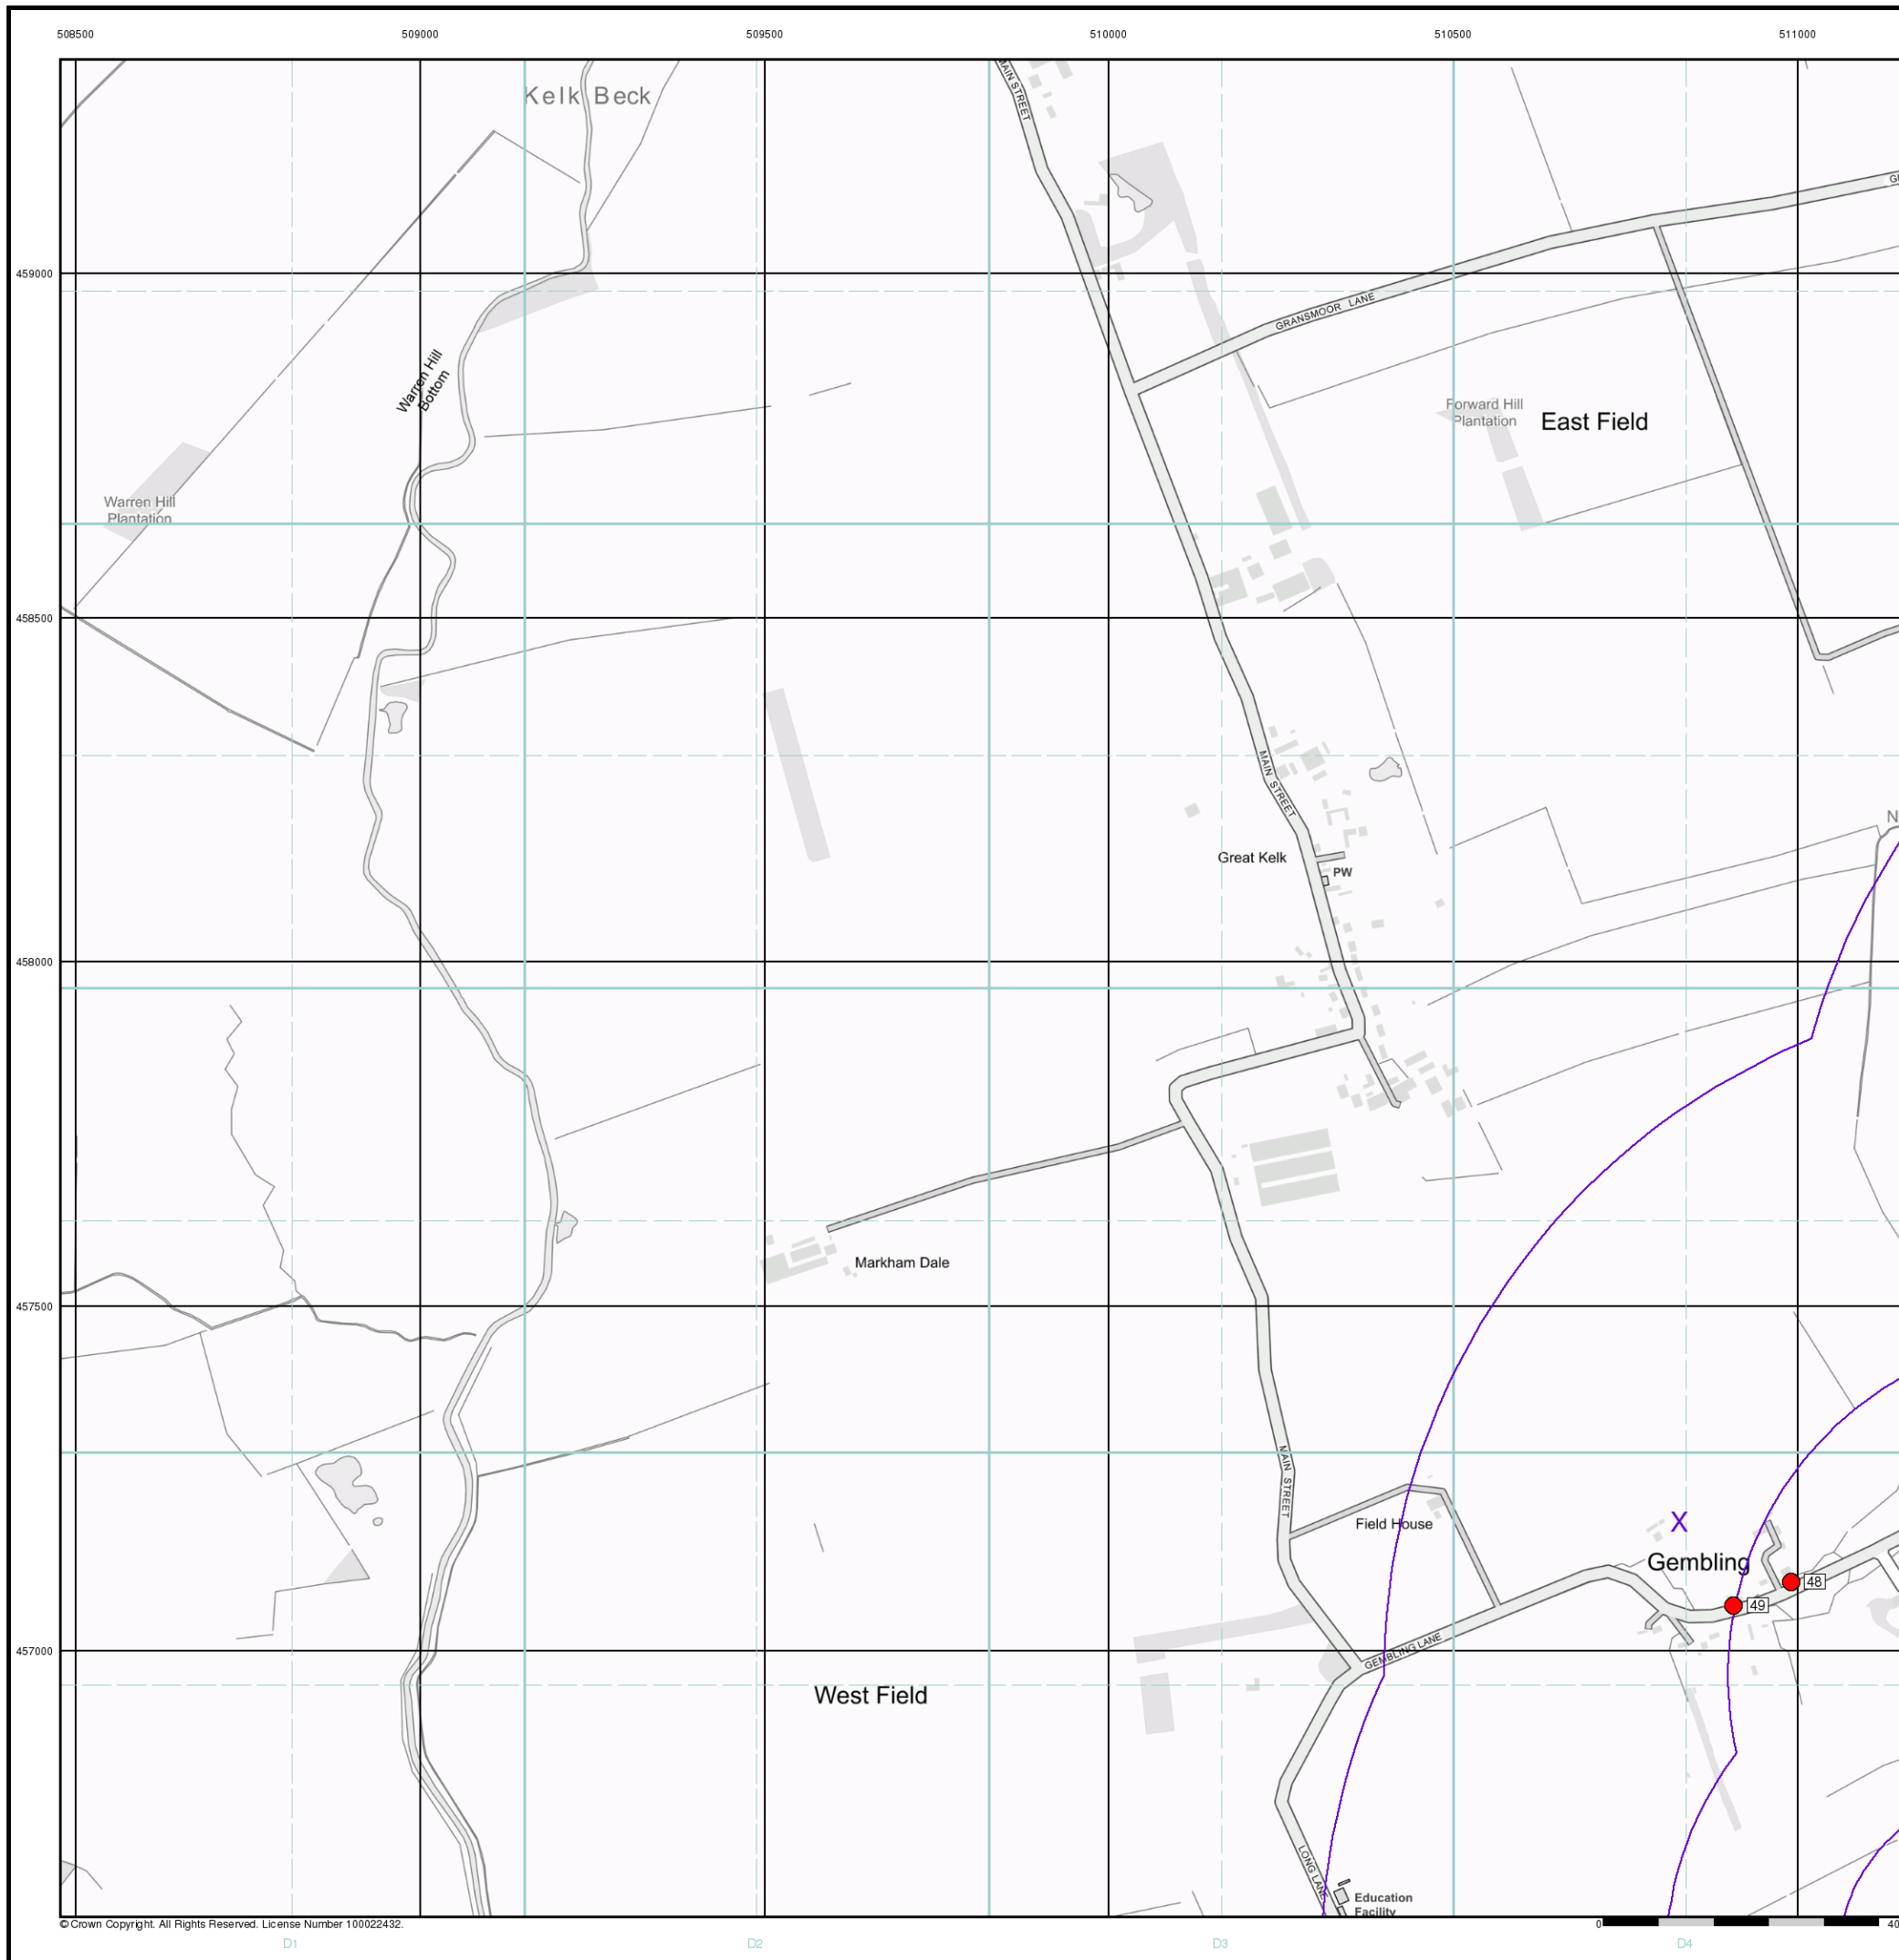 508500
509000
509500
510000
510500
511000
Kelk Beck
MAIN STREET
459000
GRANSMOOR LANE
Warren Hill
Bottom
Forward Hill
Plantation
East Field
Warren Hill
Plantation
458500
MAIN STREET
Great Kelk
PW
458000
Markham Dale
457500
MAIN STREET
Field House
X
Gembling
48
49
457000
GEMBLING LANE
West Field
LONG LANE
Education
Facility
© Crown Copyright. All Rights Reserved. License Number 100022432.
0
40
D1
D2
D3
D4